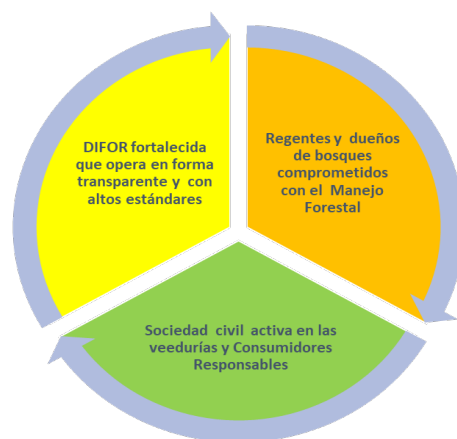 DIFOR fortalecida
que opera en forma
transparente y con
altos estándares
Regentes y dueños
de bosques
comprometidos
con el Manejo
Forestal
Sociedad civil activa en las
veedurías y Consumidores
Responsables